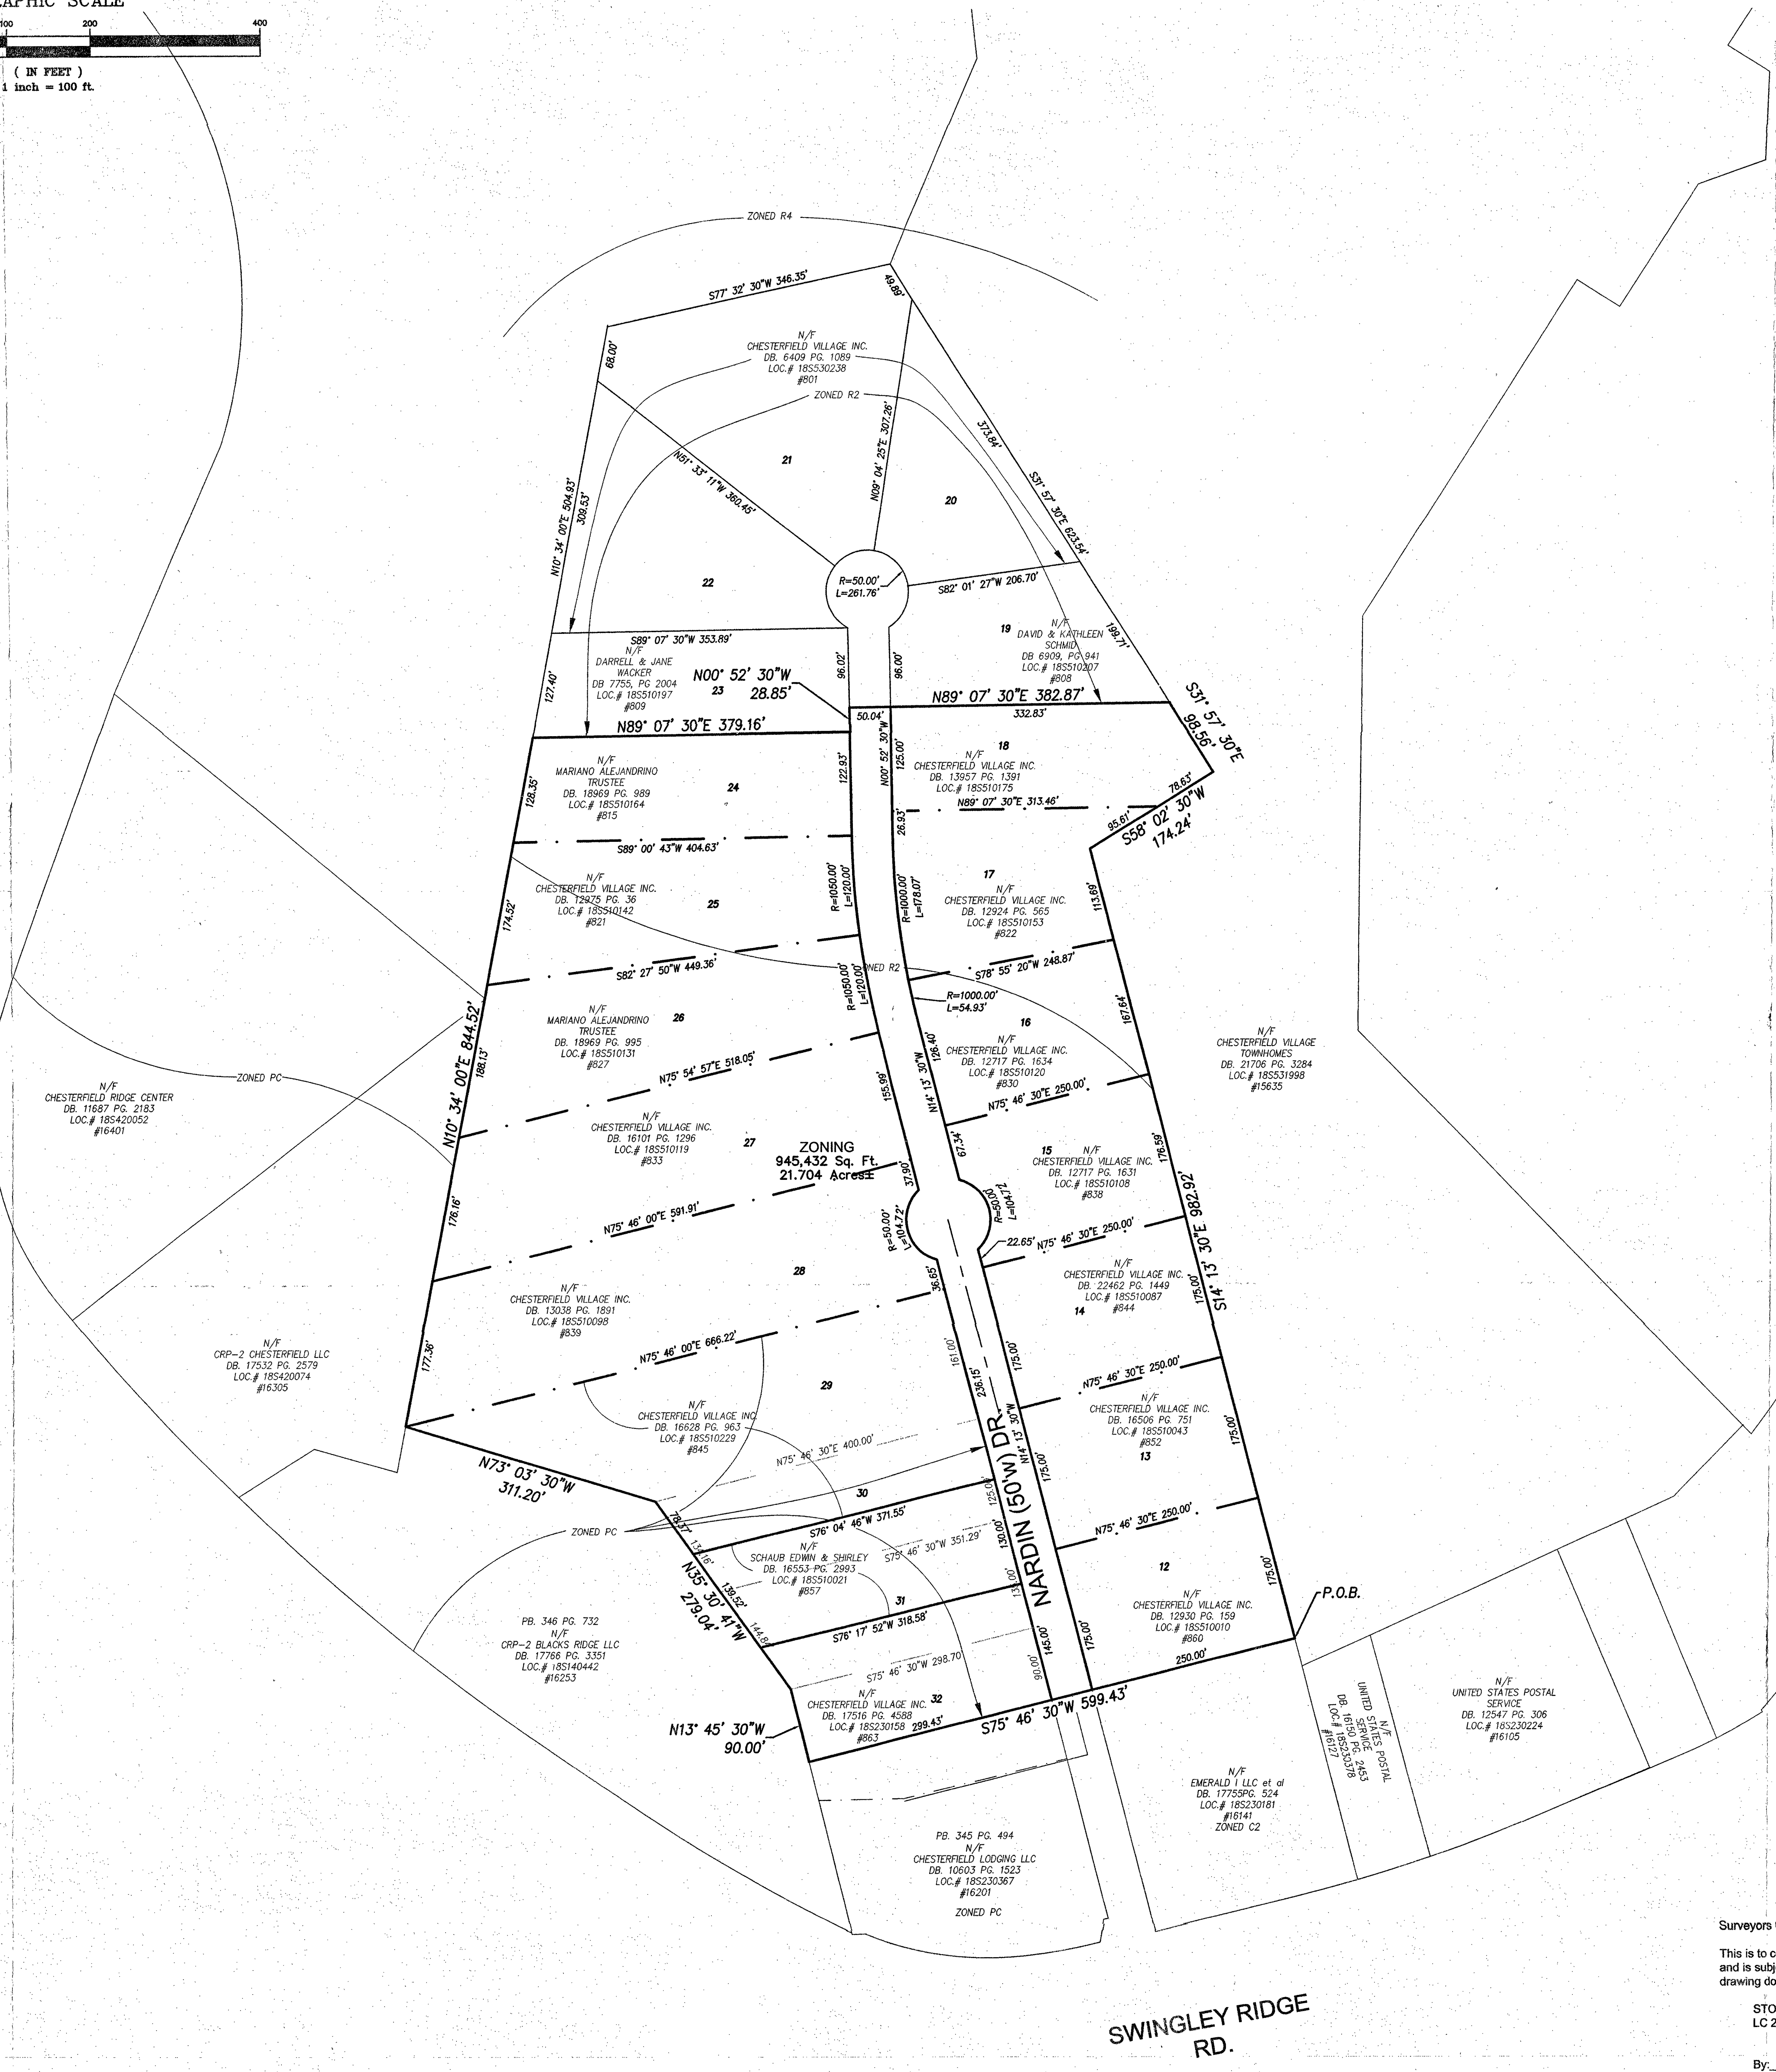 GRAPHIC SCALE
100 200 400
( IN FEET )
1 inch = 100 ft.
ZONED R4
S77° 32' 30"W 346.35'
49.89'
68.00'
N/F
CHESTERFIELD VILLAGE INC.
DB. 6409 PG. 1089
LOC.# 18S530238
#801
ZONED R2
N10° 34' 00"E 504.93'
309.53'
N51° 33' 11"W 360.45'
21
N09° 04' 25"E 307.26'
20
373.84'
S31° 57' 30"E 623.54'
22
R=50.00'
L=261.76'
S82° 01' 27"W 206.70'
S89° 07' 30"W 353.89'
N/F
DARRELL & JANE
WACKER
DB 7755, PG 2004
LOC.# 18S510197
#809
23
127.40'
N00° 52' 30"W
28.85'
96.02'
96.00'
19
N/F
DAVID & KATHLEEN
SCHMID
DB 6909, PG 941
LOC.# 18S510207
#808
199.71'
N89° 07' 30"E 382.87'
332.83'
50.04'
N89° 07' 30"E 379.16'
S31° 57' 30"E
98.56'
N/F
MARIANO ALEJANDRINO
TRUSTEE
DB. 18969 PG. 989
LOC.# 18S510164
#815
24
128.35'
122.93'
N00° 52' 30"W
125.00'
18
N/F
CHESTERFIELD VILLAGE INC.
DB. 13957 PG. 1391
LOC.# 18S510175
N89° 07' 30"E 313.46'
26.93'
78.63'
95.61'
S58° 02' 30"W
174.24'
S89° 00' 43"W 404.63'
N/F
CHESTERFIELD VILLAGE INC.
DB. 12975 PG. 36
LOC.# 18S510142
#821
25
174.52'
R=1050.00'
L=120.00'
R=1000.00'
L=178.07'
17
N/F
CHESTERFIELD VILLAGE INC.
DB. 12924 PG. 565
LOC.# 18S510153
#822
113.69'
S82° 27' 50"W 449.36'
R=1050.00'
L=120.00'
ZONED R2
S78° 55' 20"W 248.87'
R=1000.00'
L=54.93'
N/F
MARIANO ALEJANDRINO
TRUSTEE
DB. 18969 PG. 995
LOC.# 18S510131
#827
26
N10° 34' 00"E 844.52'
188.13'
16
N/F
CHESTERFIELD VILLAGE INC.
DB. 12717 PG. 1634
LOC.# 18S510120
#830
167.64'
N14° 13' 30"W
126.40'
N75° 46' 30"E 250.00'
N/F
CHESTERFIELD VILLAGE
TOWNHOMES
DB. 21706 PG. 3284
LOC.# 18S531998
#15635
N75° 54' 57"E 518.05'
155.99'
ZONED PC
N/F
CHESTERFIELD RIDGE CENTER
DB. 11687 PG. 2183
LOC.# 18S420052
#16401
N/F
CHESTERFIELD VILLAGE INC.
DB. 16101 PG. 1296
LOC.# 18S510119
#833
27
ZONING
945,432 Sq. Ft.
21.704 Acres±
37.90'
67.34'
15
N/F
CHESTERFIELD VILLAGE INC.
DB. 12717 PG. 1631
LOC.# 18S510108
#838
176.59'
S14° 13' 30"E 982.92'
176.16'
N75° 46' 00"E 591.91'
R=50.00'
L=104.72'
R=50.00'
L=104.72'
22.65'
N75° 46' 30"E 250.00'
28
N/F
CHESTERFIELD VILLAGE INC.
DB. 13038 PG. 1891
LOC.# 18S510098
#839
36.65'
N/F
CHESTERFIELD VILLAGE INC.
DB. 22462 PG. 1449
LOC.# 18S510087
#844
14
175.00'
N/F
CRP-2 CHESTERFIELD LLC
DB. 17532 PG. 2579
LOC.# 18S420074
#16305
177.36'
N75° 46' 00"E 666.22'
161.00'
175.00'
N75° 46' 30"E 250.00'
29
236.15'
N/F
CHESTERFIELD VILLAGE INC.
DB. 16628 PG. 963
LOC.# 18S510229
#845
N75° 46' 30"E 400.00'
N14° 13' 30"W
175.00'
N/F
CHESTERFIELD VILLAGE INC.
DB. 16506 PG. 751
LOC.# 18S510043
#852
13
175.00'
N73° 03' 30"W
311.20'
30
125.00'
NARDIN (50'w) DR.
78.37'
ZONED PC
S76° 04' 46"W 371.55'
N75° 46' 30"E 250.00'
N/F
SCHAUB EDWIN & SHIRLEY
DB. 16553 PG. 2993
LOC.# 18S510021
#857
S75° 46' 30"W 351.29'
130.00'
N35° 30' 41"W
279.04'
139.52'
31
S76° 17' 52"W 318.58'
12
N/F
CHESTERFIELD VILLAGE INC.
DB. 12930 PG. 159
LOC.# 18S510010
#860
175.00'
P.O.B.
PB. 346 PG. 732
N/F
CRP-2 BLACKS RIDGE LLC
DB. 17766 PG. 3351
LOC.# 18S140442
#16253
S75° 46' 30"W 298.70
145.00'
90.00'
175.00'
250.00'
N/F
CHESTERFIELD VILLAGE INC.
DB. 17516 PG. 4588
LOC.# 18S230158
#863
32
299.43'
S75° 46' 30"W 599.43'
N13° 45' 30"W
90.00'
N/F
UNITED STATES POSTAL
SERVICE
DB. 16150 PG. 2453
LOC.# 18S230378
#16127
N/F
UNITED STATES POSTAL
SERVICE
DB. 12547 PG. 306
LOC.# 18S230224
#16105
N/F
EMERALD I LLC et al
DB. 17755PG. 524
LOC.# 18S230181
#16141
ZONED C2
PB. 345 PG. 494
N/F
CHESTERFIELD LODGING LLC
DB. 10603 PG. 1523
LOC.# 18S230367
#16201
ZONED PC
SWINGLEY RIDGE
RD.
Surveyors
This is to c
and is subj
drawing do
STO
LC 2
By: